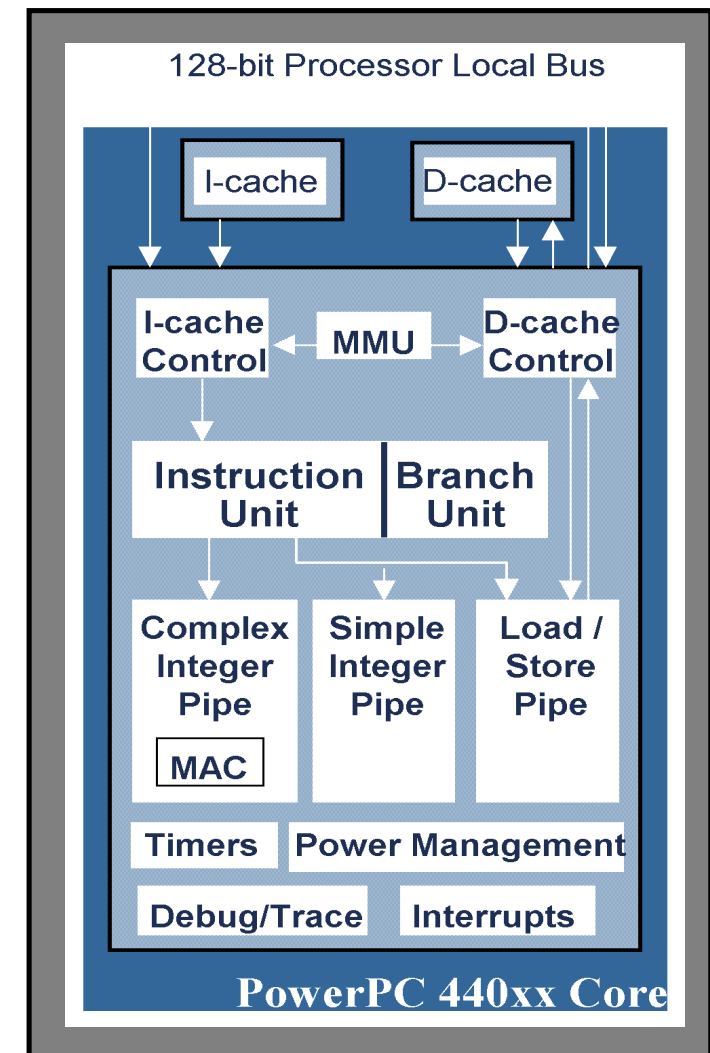 128-bit Processor Local Bus
I-cache
D-cache
I-cache
Control
MMU
D-cache
Control
Instruction
Unit
Branch
Unit
Complex
Integer
Pipe
MAC
Simple
Integer
Pipe
Load /
Store
Pipe
Timers
Power Management
Debug/Trace
Interrupts
PowerPC 440xx Core